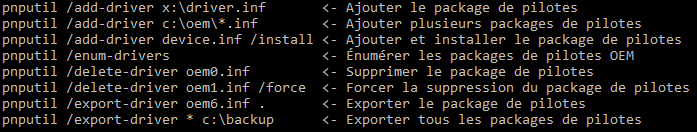 pnputil /add-driver x:\driver.inf <- Ajouter le package de pilotes
pnputil /add-driver c:\oem\*.inf <- Ajouter plusieurs packages de pilotes
pnputil /add-driver device.inf /install <- Ajouter et installer le package de pilotes
pnputil /enum-drivers <- Énumérer les packages de pilotes OEM
pnputil /delete-driver oem0.inf <- Supprimer le package de pilotes
pnputil /delete-driver oem1.inf /force <- Forcer la suppression du package de pilotes
pnputil /export-driver oem6.inf . <- Exporter le package de pilotes
pnputil /export-driver * c:\backup <- Exporter tous les packages de pilotes